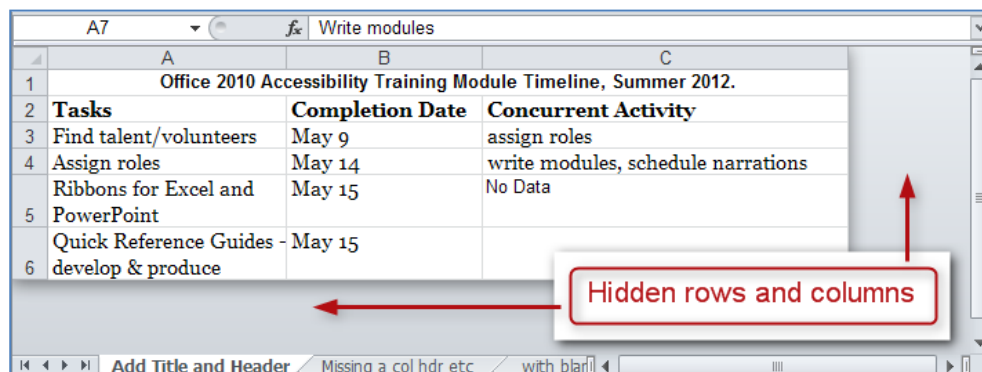 A7 fx Write modules
A B C
1 Office 2010 Accessibility Training Module Timeline, Summer 2012.
2 Tasks Completion Date Concurrent Activity
3 Find talent/volunteers May 9 assign roles
4 Assign roles May 14 write modules, schedule narrations
Ribbons for Excel and May 15 No Data
5 PowerPoint
Quick Reference Guides - May 15
6 develop & produce
Hidden rows and columns
Add Title and Header Missing a col hdr etc with